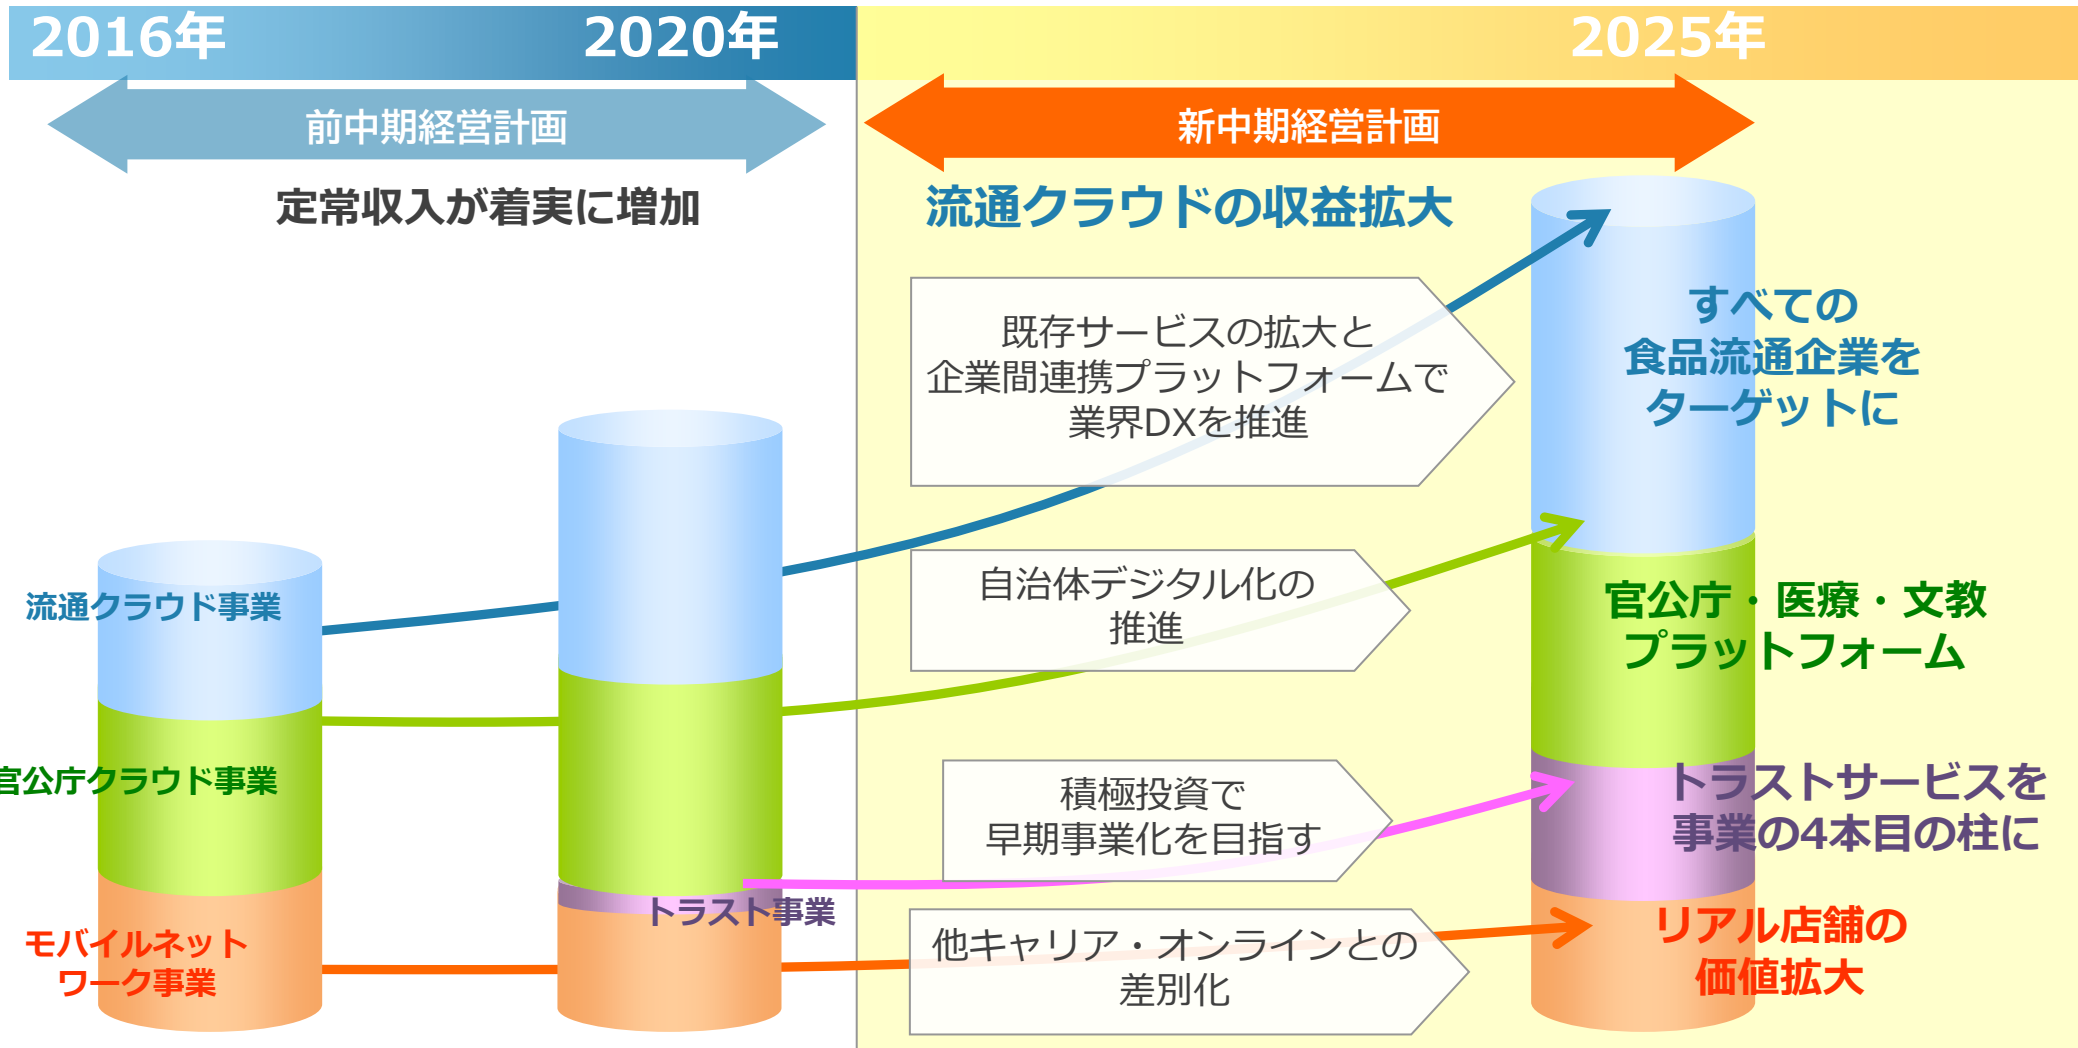 2016年
2020年
2025年
前中期経営計画
新中期経営計画
定常収入が着実に増加
流通クラウドの収益拡大
既存サービスの拡大と
企業間連携プラットフォームで
業界DXを推進
すべての
食品流通企業を
ターゲットに
流通クラウド事業
自治体デジタル化の
推進
官公庁・医療・文教
プラットフォーム
官公庁クラウド事業
積極投資で
早期事業化を目指す
トラストサービスを
事業の4本目の柱に
トラスト事業
モバイルネット
ワーク事業
他キャリア・オンラインとの
差別化
リアル店舗の
価値拡大